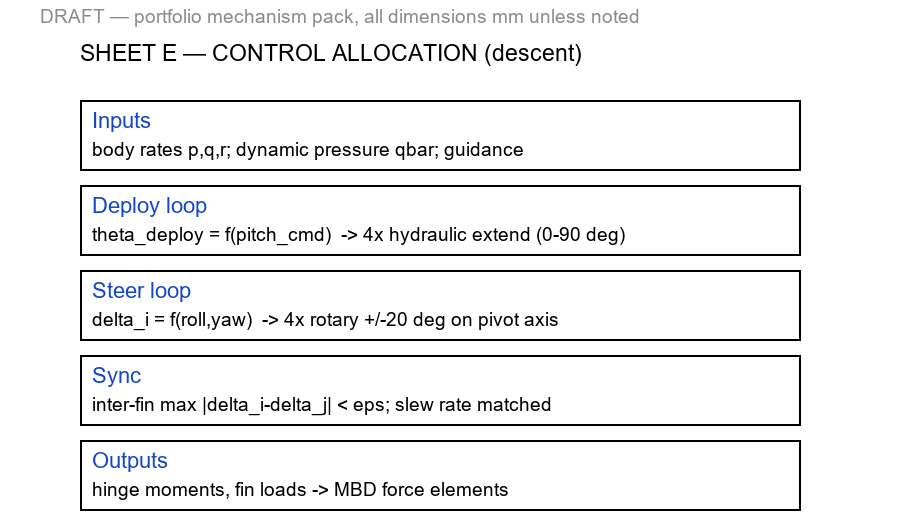 DRAFT — portfolio mechanism pack, all dimensions mm unless noted
SHEET E — CONTROL ALLOCATION (descent)
Inputs
body rates p,q,r; dynamic pressure qbar; guidance
Deploy loop
theta_deploy = f(pitch_cmd)  -> 4x hydraulic extend (0-90 deg)
Steer loop
delta_i = f(roll,yaw)  -> 4x rotary +/-20 deg on pivot axis
Sync
inter-fin max |delta_i-delta_j| < eps; slew rate matched
Outputs
hinge moments, fin loads -> MBD force elements